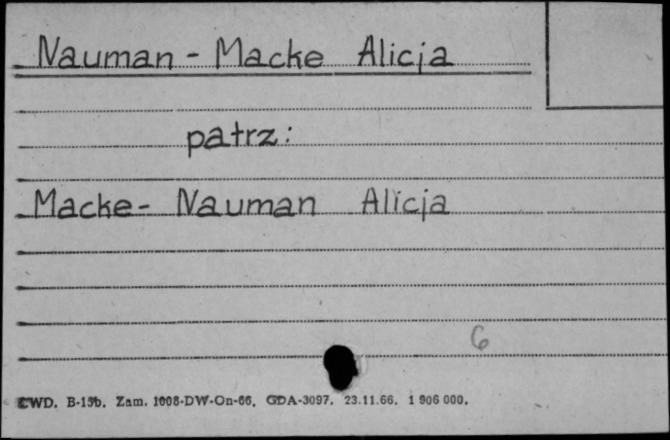 Nauman - Macke Alicja
patrz:
Macke - Nauman Alicja
6
CWD. B-15b. Zam. 1008-DW-On-66. GDA-3097. 23.11.66. 1 906 000.